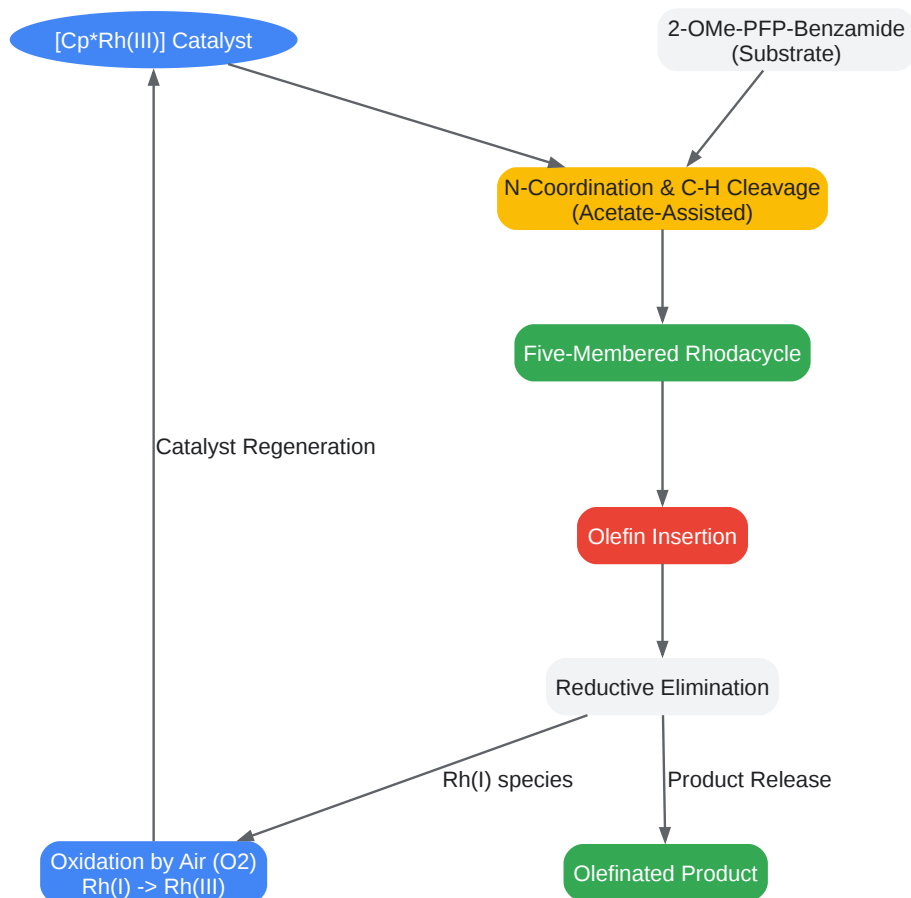 [Cp*Rh(III)] Catalyst
2-OMe-PFP-Benzamide
(Substrate)
N-Coordination & C-H Cleavage
(Acetate-Assisted)
Five-Membered Rhodacycle
Catalyst Regeneration
Olefin Insertion
Reductive Elimination
Rh(I) species
Product Release
Oxidation by Air (O2)
Rh(I) -> Rh(III)
Olefinated Product